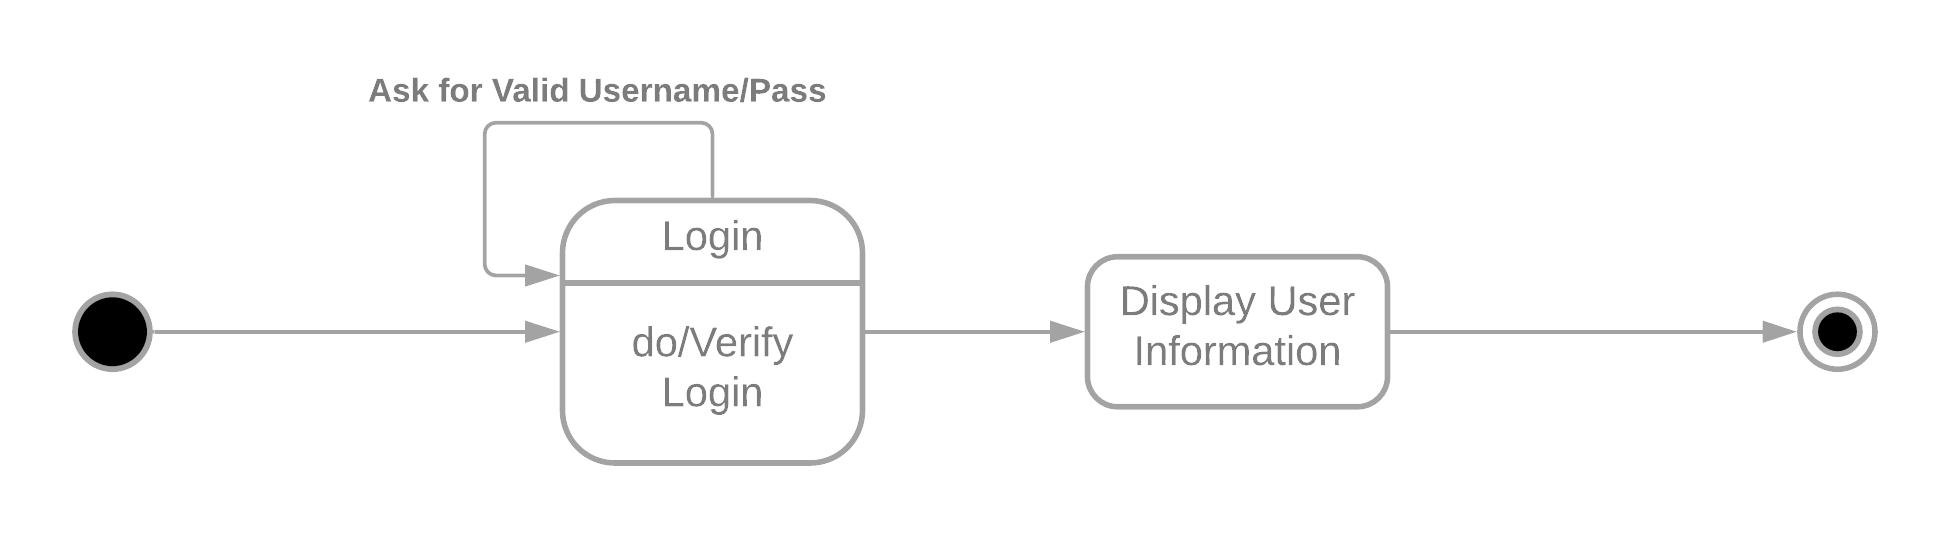 Ask for Valid Username/Pass
Login
do/Verify
Login
Display User
Information